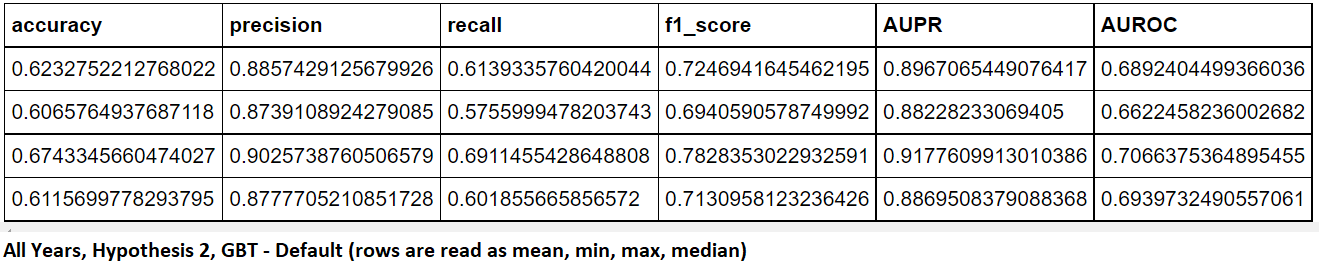 accuracy precision recall f1_score AUPR AUROC
0.6232752212768022 0.8857429125679926 0.6139335760420044 0.7246941645462195 0.8967065449076417 0.6892404499366036
0.6065764937687118 0.8739108924279085 0.5755999478203743 0.6940590578749992 0.88228233069405 0.6622458236002682
0.6743345660474027 0.9025738760506579 0.6911455428648808 0.7828353022932591 0.9177609913010386 0.7066375364895455
0.6115699778293795 0.8777705210851728 0.601855665856572 0.7130958123236426 0.8869508379088368 0.6939732490557061
All Years, Hypothesis 2, GBT - Default (rows are read as mean, min, max, median)